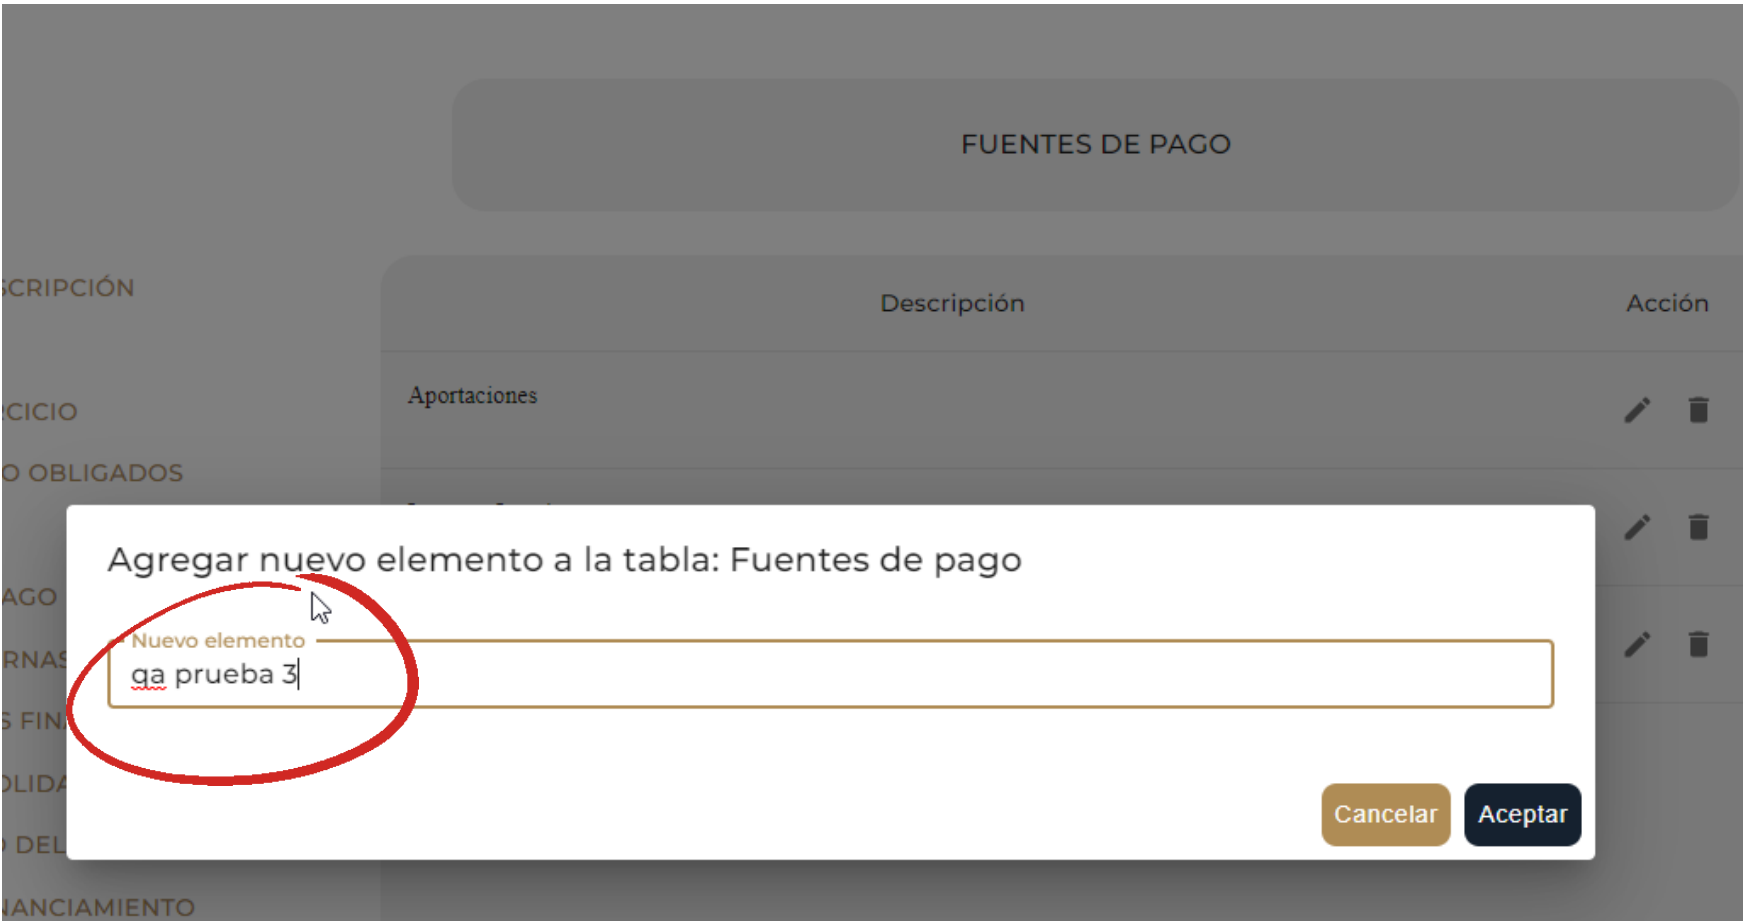 FUENTES DE PAGO
SCRIPCIÓN
Descripción
Acción
Aportaciones
CICIO
O OBLIGADOS
Agregar nuevo elemento a la tabla: Fuentes de pago
AGO
Nuevo elemento
RNAS
qa prueba 3
S FIN
OLIDA
Cancelar
Aceptar
DEL
NANCIAMIENTO